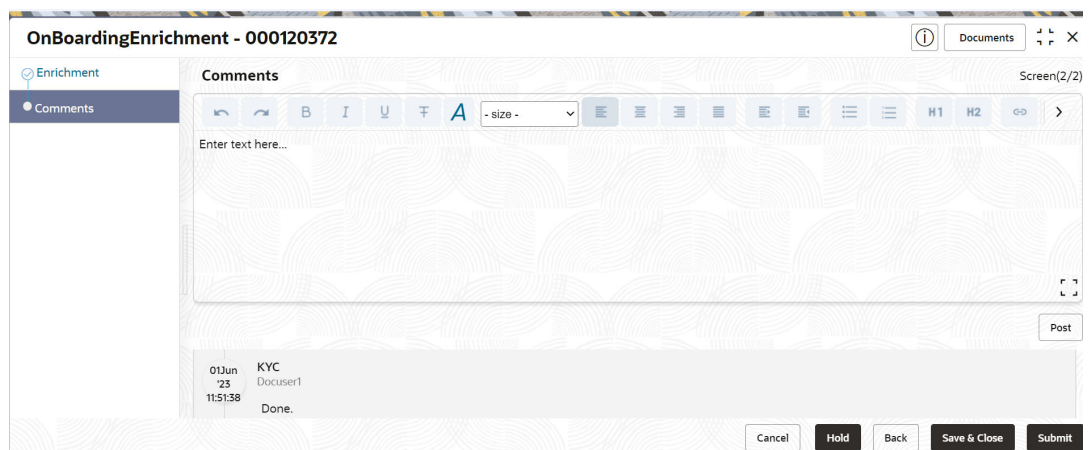 OnBoardingEnrichment - 000120372
Documents
Enrichment
Comments
Comments
Screen(2/2)
B I U T A - size - H1 H2
Enter text here...
Post
01Jun
'23
11:51:38
KYC
Docuser1
Done.
Cancel Hold Back Save & Close Submit